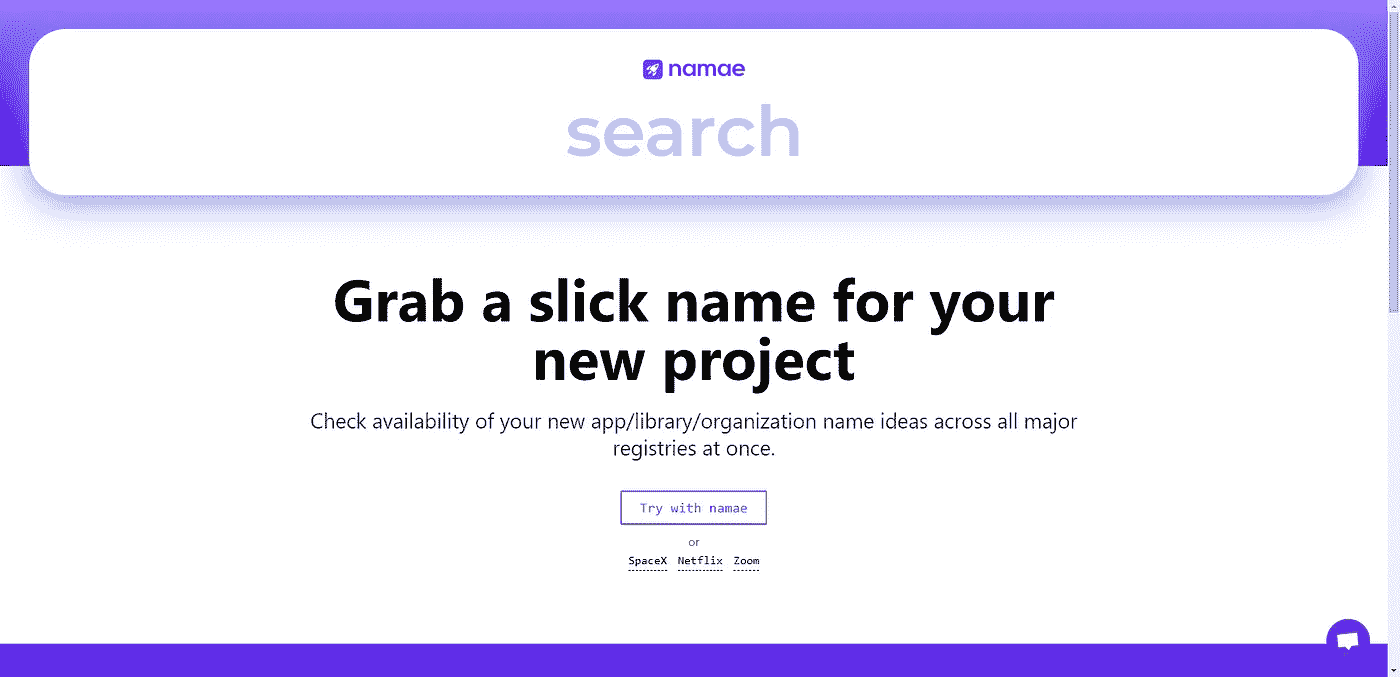 namae
search
Grab a slick name for your
new project
Check availability of your new app/library/organization name ideas across all major
registries at once.
Try with namae
or
SpaceX Netflix Zoom